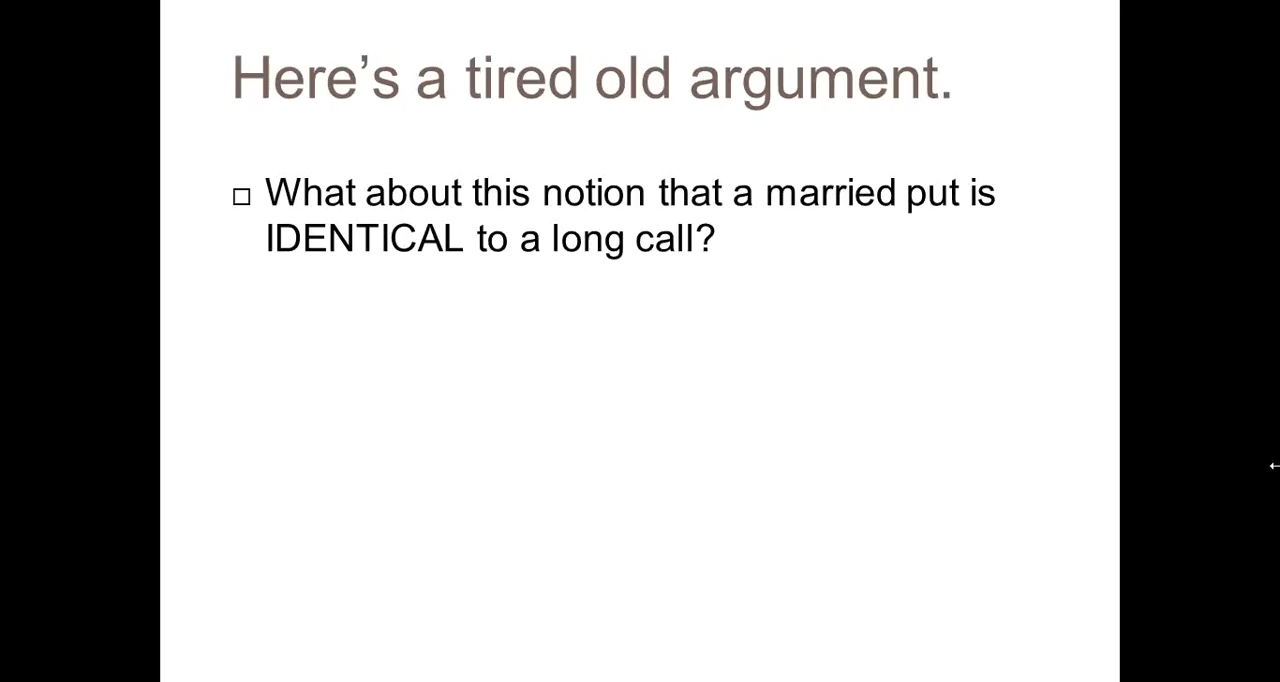 Here’s a tired old argument.
What about this notion that a married put is
IDENTICAL to a long call?